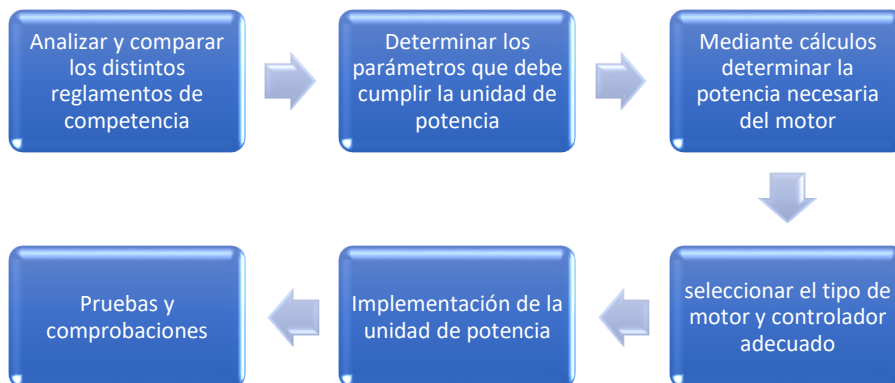 Analizar y comparar
los distintos
reglamentos de
competencia
Determinar los
parámetros que debe
cumplir la unidad de
potencia
Mediante cálculos
determinar la
potencia necesaria
del motor
seleccionar el tipo de
motor y controlador
adecuado
Implementación de la
unidad de potencia
Pruebas y
comprobaciones